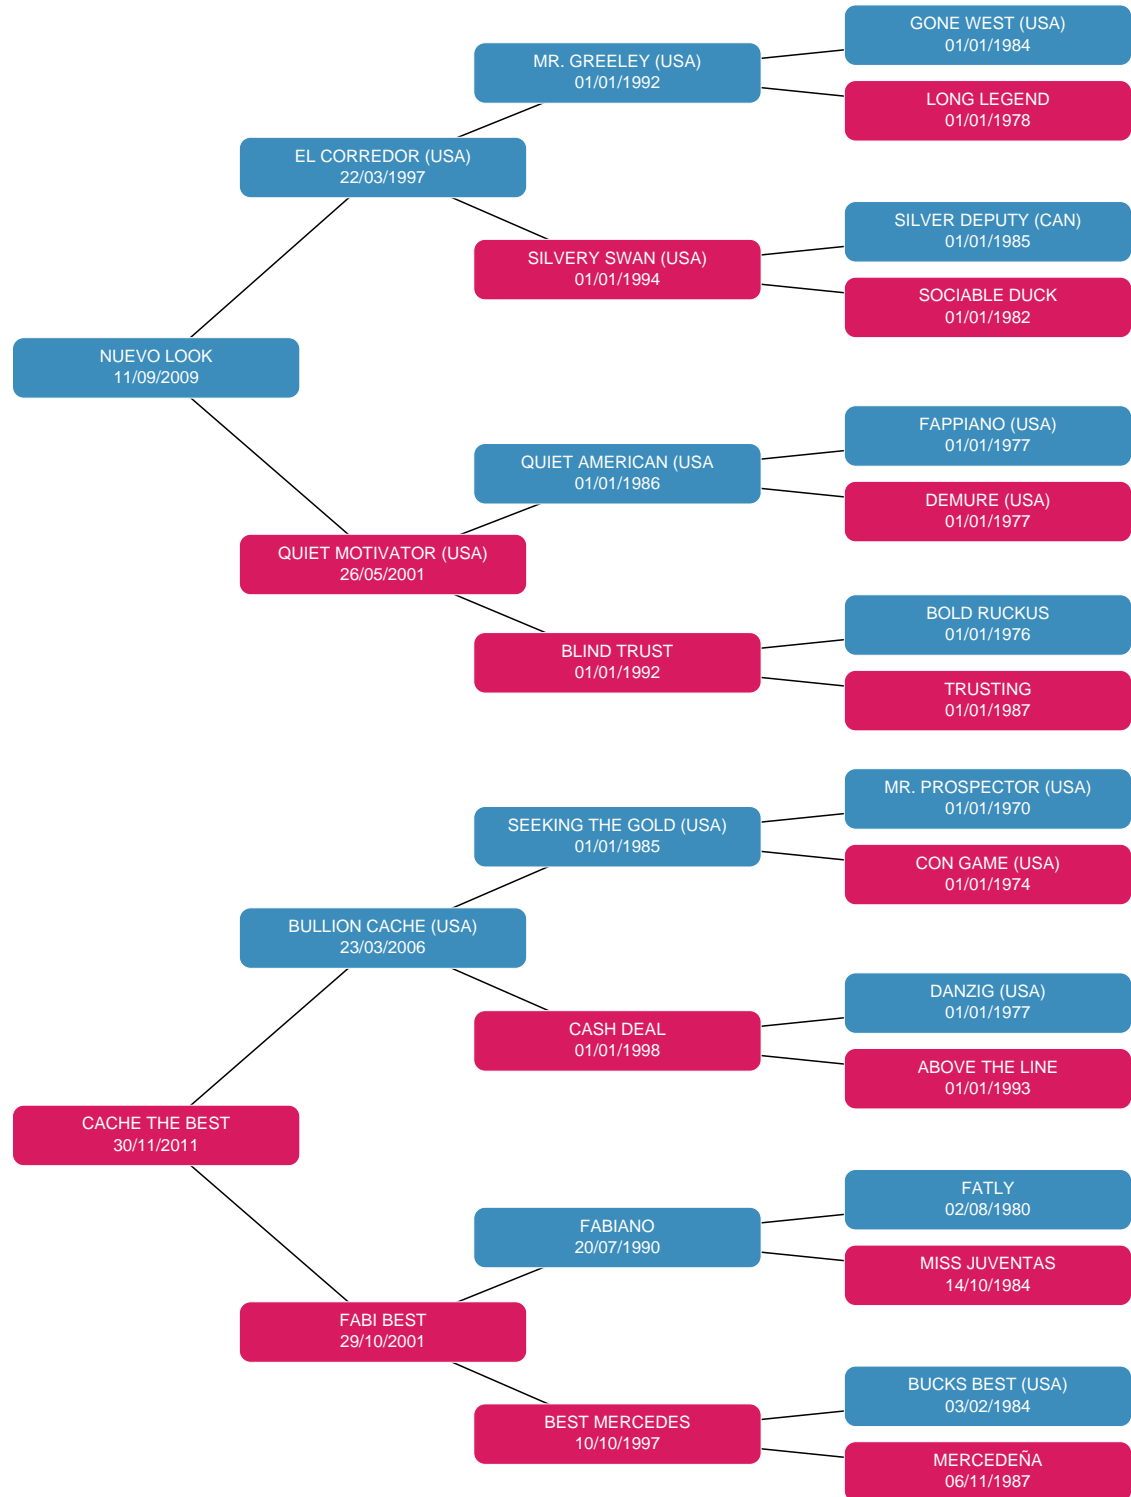 GONE WEST (USA)
01/01/1984
MR. GREELEY (USA)
01/01/1992
LONG LEGEND
01/01/1978
EL CORREDOR (USA)
22/03/1997
SILVER DEPUTY (CAN)
01/01/1985
SILVERY SWAN (USA)
01/01/1994
SOCIABLE DUCK
01/01/1982
NUEVO LOOK
11/09/2009
FAPPIANO (USA)
01/01/1977
QUIET AMERICAN (USA
01/01/1986
DEMURE (USA)
01/01/1977
QUIET MOTIVATOR (USA)
26/05/2001
BOLD RUCKUS
01/01/1976
BLIND TRUST
01/01/1992
TRUSTING
01/01/1987
MR. PROSPECTOR (USA)
01/01/1970
SEEKING THE GOLD (USA)
01/01/1985
CON GAME (USA)
01/01/1974
BULLION CACHE (USA)
23/03/2006
DANZIG (USA)
01/01/1977
CASH DEAL
01/01/1998
ABOVE THE LINE
01/01/1993
CACHE THE BEST
30/11/2011
FATLY
02/08/1980
FABIANO
20/07/1990
MISS JUVENTAS
14/10/1984
FABI BEST
29/10/2001
BUCKS BEST (USA)
03/02/1984
BEST MERCEDES
10/10/1997
MERCEDEÑA
06/11/1987